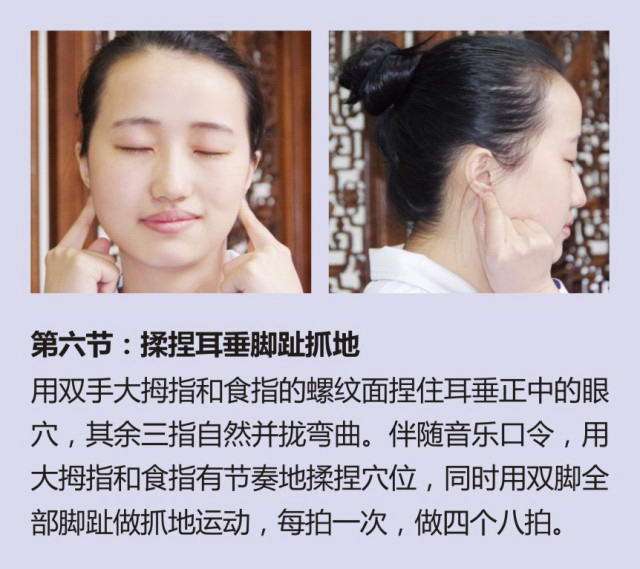 第六节：揉捏耳垂脚趾抓地
用双手大拇指和食指的螺纹面捏住耳垂正中的眼
穴，其余三指自然并拢弯曲。伴随音乐口令，用
大拇指和食指有节奏地揉捏穴位，同时用双脚全
部脚趾做抓地运动，每拍一次，做四个八拍。